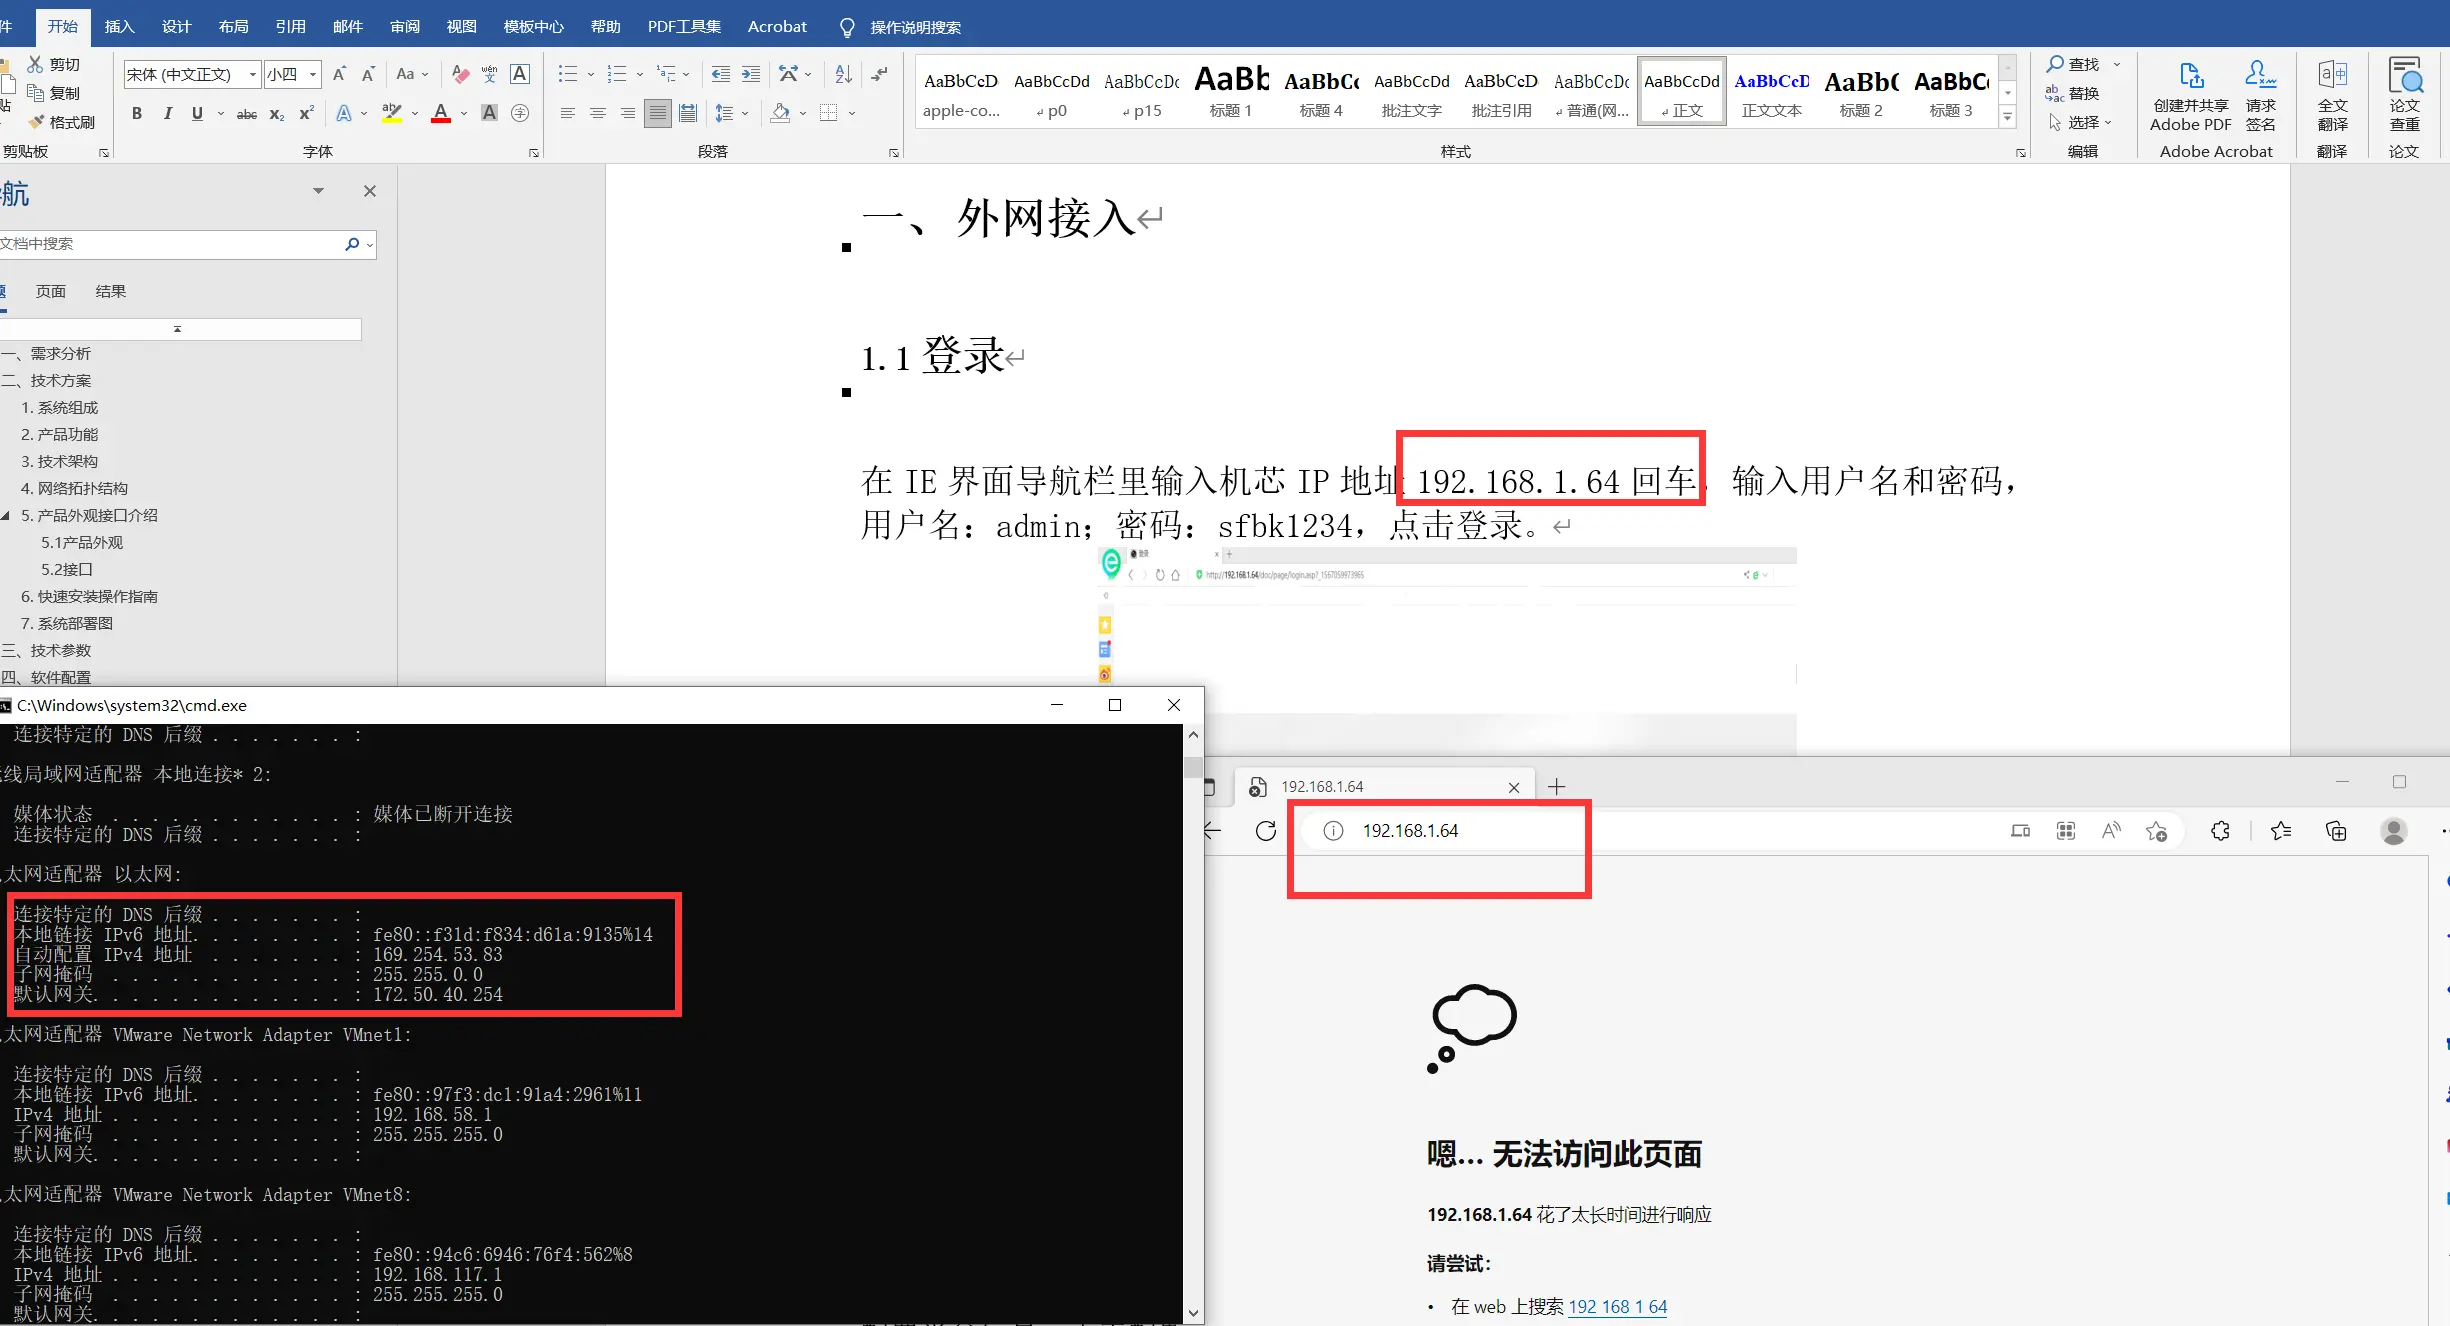 件 开始 插入 设计 布局 引用 邮件 审阅 视图 模板中心 帮助 PDF工具集 Acrobat 操作说明搜索
剪切
复制
格式刷
剪贴板
宋体 (中文正文) 小四
字体
段落
AaBbCcD AaBbCcDd AaBbCcDc AaBb AaBbCc AaBbCcDd AaBbCcD AaBbCcDc AaBbCcDd AaBbCcD AaBb( AaBbC
apple-co... p0 p15 标题 1 标题 4 批注文字 批注引用 普通(网... 正文 正文文本 标题 2 标题 3
样式
查找
替换
选择
编辑
创建并共享
Adobe PDF
请求
签名
Adobe Acrobat
全文
翻译
翻译
论文
查重
论文
航
文档中搜索
页面 结果
一、需求分析
二、技术方案
1. 系统组成
2. 产品功能
3. 技术架构
4. 网络拓扑结构
5. 产品外观接口介绍
5.1产品外观
5.2接口
6. 快速安装操作指南
7. 系统部署图
三、技术参数
四、软件配置
一、外网接入
1.1 登录
在 IE 界面导航栏里输入机芯 IP 地址 192.168.1.64 回车，输入用户名和密码，
用户名：admin；密码：sfbk1234，点击登录。
登录
http://192.168.1.64/doc/page/login.asp?_1567059973965
C:\Windows\system32\cmd.exe
连接特定的 DNS 后缀 . . . . . . . :
线局域网适配器 本地连接* 2:
媒体状态 . . . . . . . . . . . . : 媒体已断开连接
连接特定的 DNS 后缀 . . . . . . . :
太网适配器 以太网:
连接特定的 DNS 后缀 . . . . . . . :
本地链接 IPv6 地址. . . . . . . . : fe80::f31d:f834:d61a:9135%14
自动配置 IPv4 地址 . . . . . . . : 169.254.53.83
子网掩码 . . . . . . . . . . . . : 255.255.0.0
默认网关. . . . . . . . . . . . . : 172.50.40.254
太网适配器 VMware Network Adapter VMnet1:
连接特定的 DNS 后缀 . . . . . . . :
本地链接 IPv6 地址. . . . . . . . : fe80::97f3:dc1:91a4:2961%11
IPv4 地址 . . . . . . . . . . . . : 192.168.58.1
子网掩码 . . . . . . . . . . . . : 255.255.255.0
默认网关. . . . . . . . . . . . . :
太网适配器 VMware Network Adapter VMnet8:
连接特定的 DNS 后缀 . . . . . . . :
本地链接 IPv6 地址. . . . . . . . : fe80::94c6:6946:76f4:562%8
IPv4 地址 . . . . . . . . . . . . : 192.168.117.1
子网掩码 . . . . . . . . . . . . : 255.255.255.0
默认网关. . . . . . . . . . . . . :
192.168.1.64
192.168.1.64
嗯... 无法访问此页面
192.168.1.64 花了太长时间进行响应
请尝试:
• 在 web 上搜索 192 168 1 64